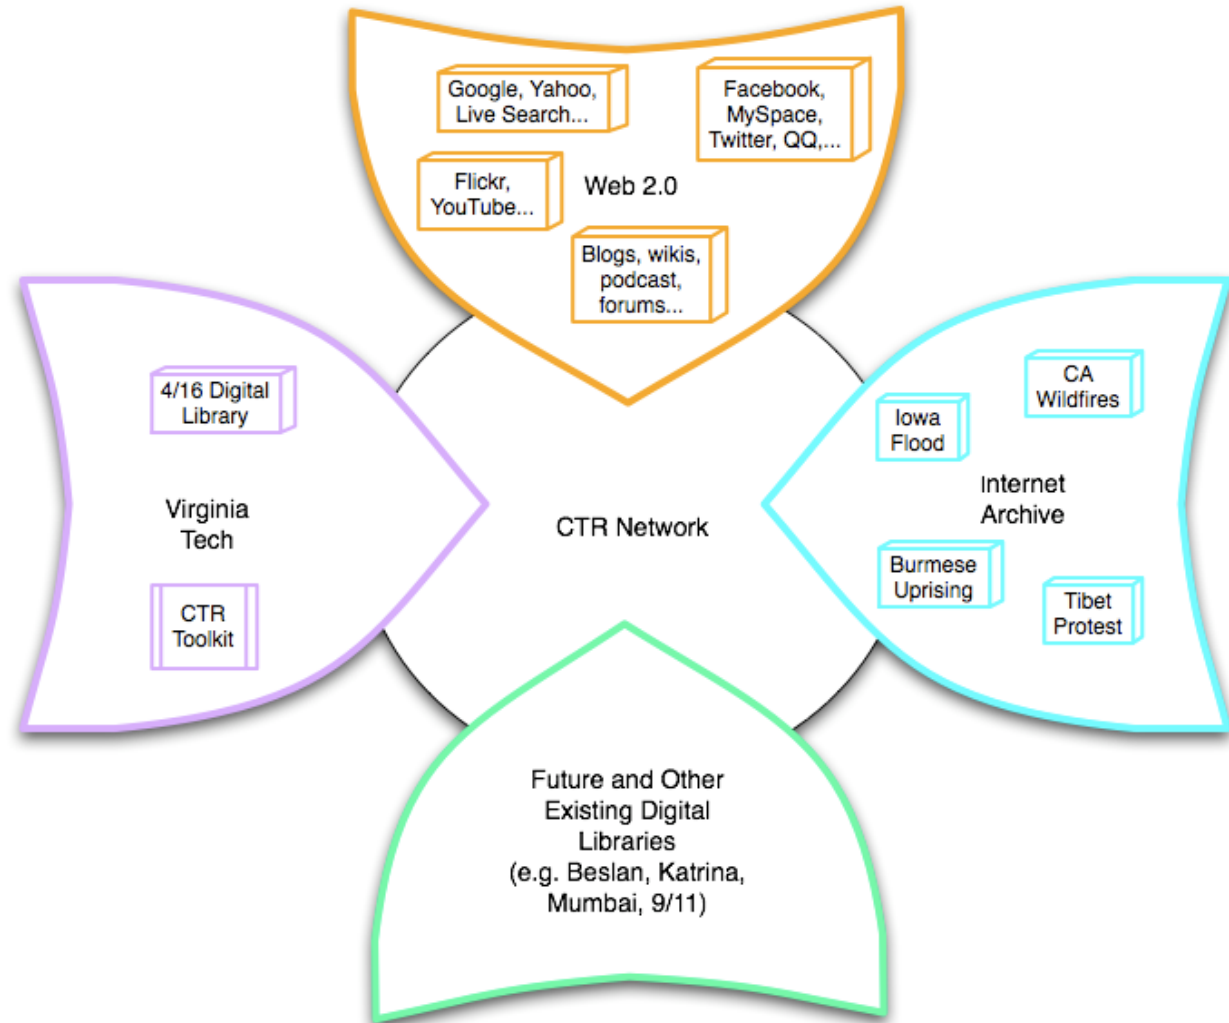 Google, Yahoo,
Live Search...
Facebook,
MySpace,
Twitter, QQ,...
Flickr,
YouTube...
Web 2.0
Blogs, wikis,
podcast,
forums...
4/16 Digital
Library
Virginia
Tech
CTR
Toolkit
CTR Network
CA
Wildfires
Iowa
Flood
Internet
Archive
Burmese
Uprising
Tibet
Protest
Future and Other
Existing Digital
Libraries
(e.g. Beslan, Katrina,
Mumbai, 9/11)